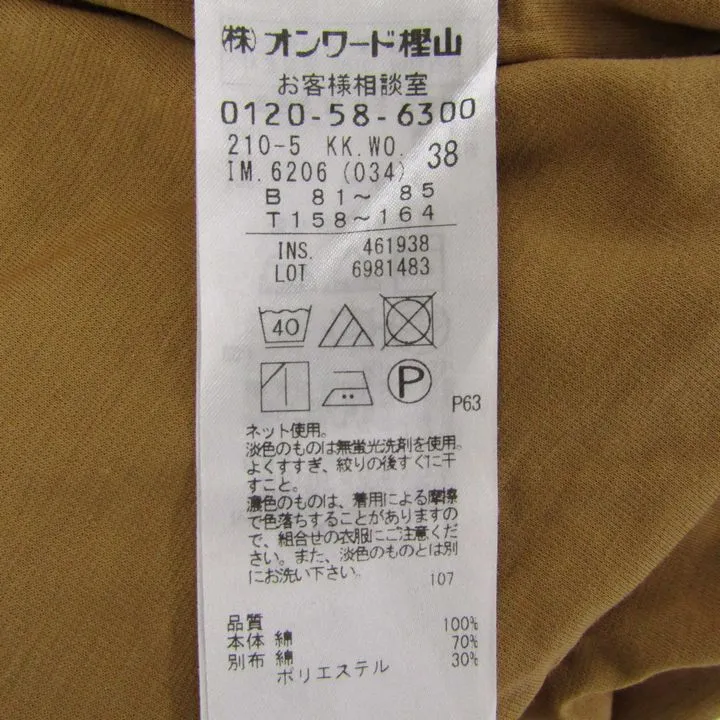 (株)オンワード樫山
お客様相談室
0120-58-6300
210-5 KK.WO. 38
IM.6206(034)
B 81~ 85
T158~164
INS. 461938
LOT 6981483
40
P
P63
ネット使用。
淡色のものは無蛍光洗剤を使用。
よくすすぎ、絞りの後すぐに干
すこと。
濃色のものは、着用による摩擦
で色落ちすることがありますの
で、組合せの衣服にご注意くだ
さい。また、淡色のものとは別
にお洗い下さい。
107
品質
本体 綿 100%
別布 綿 70%
ポリエステル 30%